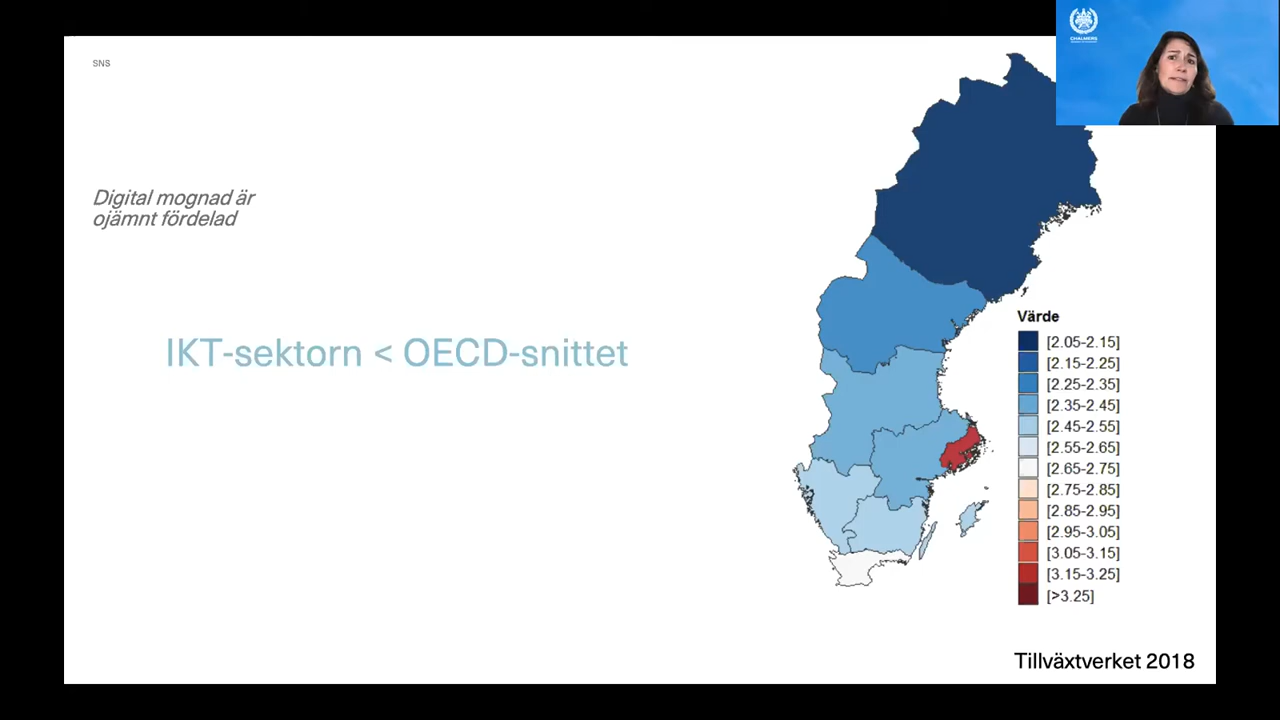 SNS
CHALMERS
Digital mognad är
ojämnt fördelad
IKT-sektorn < OECD-snittet
Värde
[2.05-2.15]
[2.15-2.25]
[2.25-2.35]
[2.35-2.45]
[2.45-2.55]
[2.55-2.65]
[2.65-2.75]
[2.75-2.85]
[2.85-2.95]
[2.95-3.05]
[3.05-3.15]
[3.15-3.25]
[>3.25]
Tillväxtverket 2018